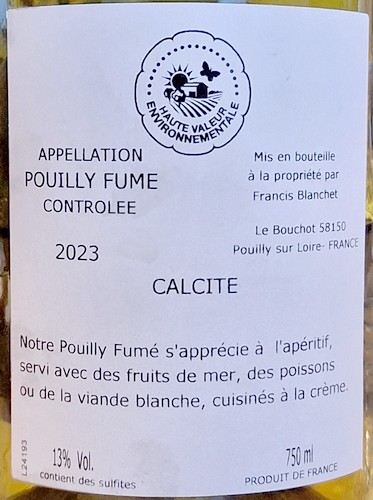 HAUTE VALEUR
ENVIRONNEMENTALE
APPELLATION
POUILLY FUME
CONTROLEE
2023
Mis en bouteille
à la propriété par
Francis Blanchet
Le Bouchot 58150
Pouilly sur Loire- FRANCE
CALCITE
Notre Pouilly Fumé s'apprécie à l'apéritif,
servi avec des fruits de mer, des poissons
ou de la viande blanche, cuisinés à la crème.
L24193
13% Vol.
contient des sulfites
750 ml
PRODUIT DE FRANCE